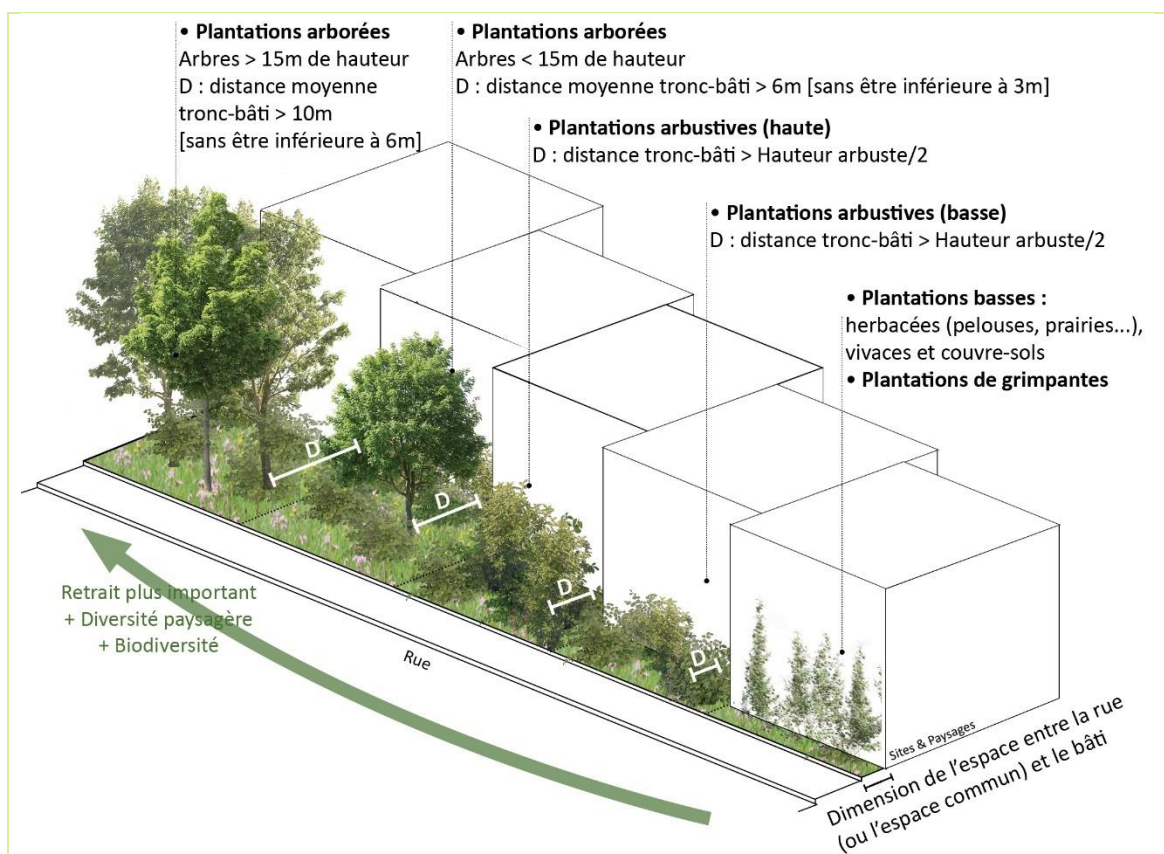 • Plantations arborées
Arbres > 15m de hauteur
D : distance moyenne
tronc-bâti > 10m
[sans être inférieure à 6m]
• Plantations arborées
Arbres < 15m de hauteur
D : distance moyenne tronc-bâti > 6m [sans être inférieure à 3m]
• Plantations arbustives (haute)
D : distance tronc-bâti > Hauteur arbuste/2
• Plantations arbustives (basse)
D : distance tronc-bâti > Hauteur arbuste/2
• Plantations basses :
herbacées (pelouses, prairies...),
vivaces et couvre-sols
• Plantations de grimpantes
D
D
D
D
Retrait plus important
+ Diversité paysagère
+ Biodiversité
Rue
Sites & Paysages
Dimension de l'espace entre la rue
(ou l'espace commun) et le bâti